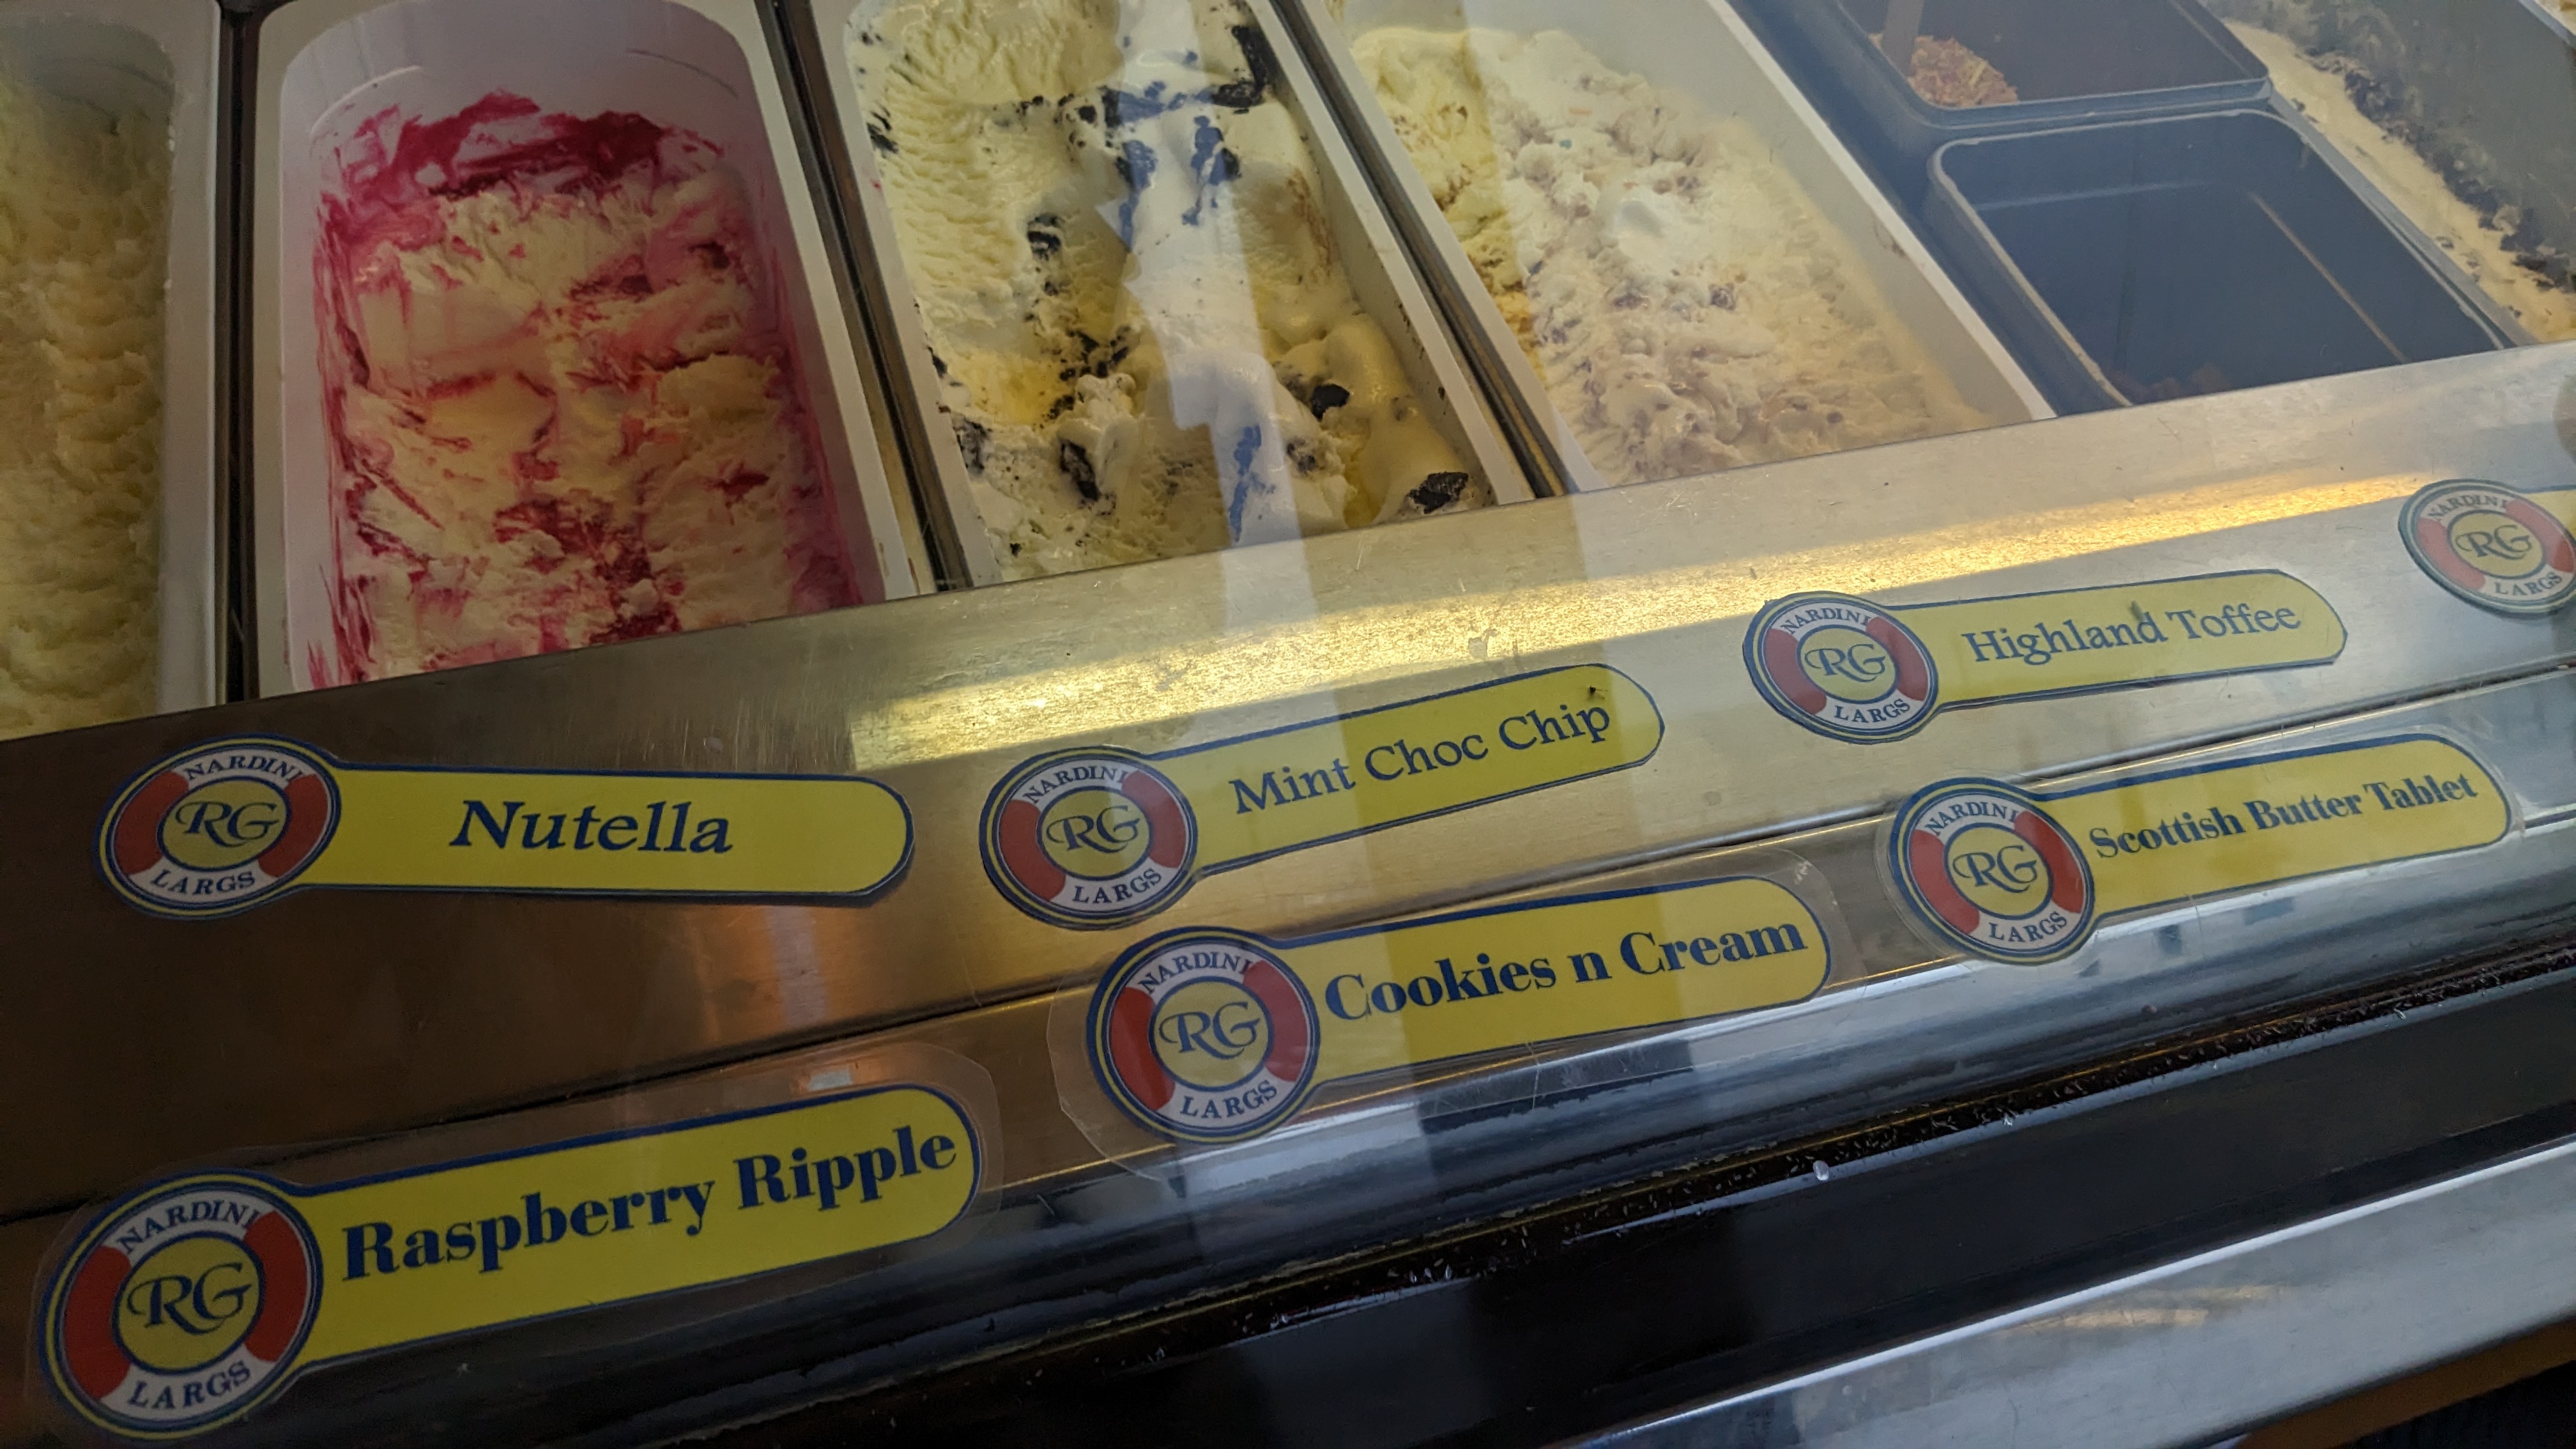 NARDINI
RG
LARGS
Nutella
NARDINI
RG
LARGS
Mint Choc Chip
NARDINI
RG
LARGS
Highland Toffee
NARDINI
RG
LARGS
NARDINI
RG
LARGS
Raspberry Ripple
NARDINI
RG
LARGS
Cookies n Cream
NARDINI
RG
LARGS
Scottish Butter Tablet